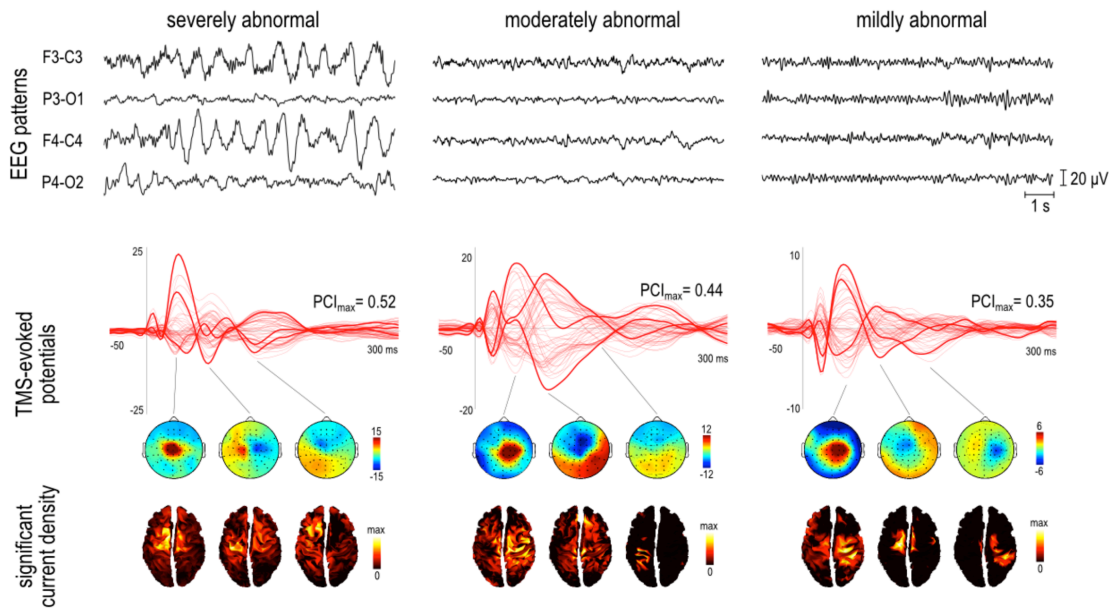 severely abnormal
moderately abnormal
mildly abnormal
EEG patterns
F3-C3
P3-O1
F4-C4
P4-O2
20 µV
1 s
TMS-evoked
potentials
25
-50
-25
PCImax= 0.52
300 ms
20
-50
-20
PCImax= 0.44
300 ms
10
-50
-10
PCImax= 0.35
300 ms
15
-15
12
-12
6
-6
significant
current density
max
0
max
0
max
0